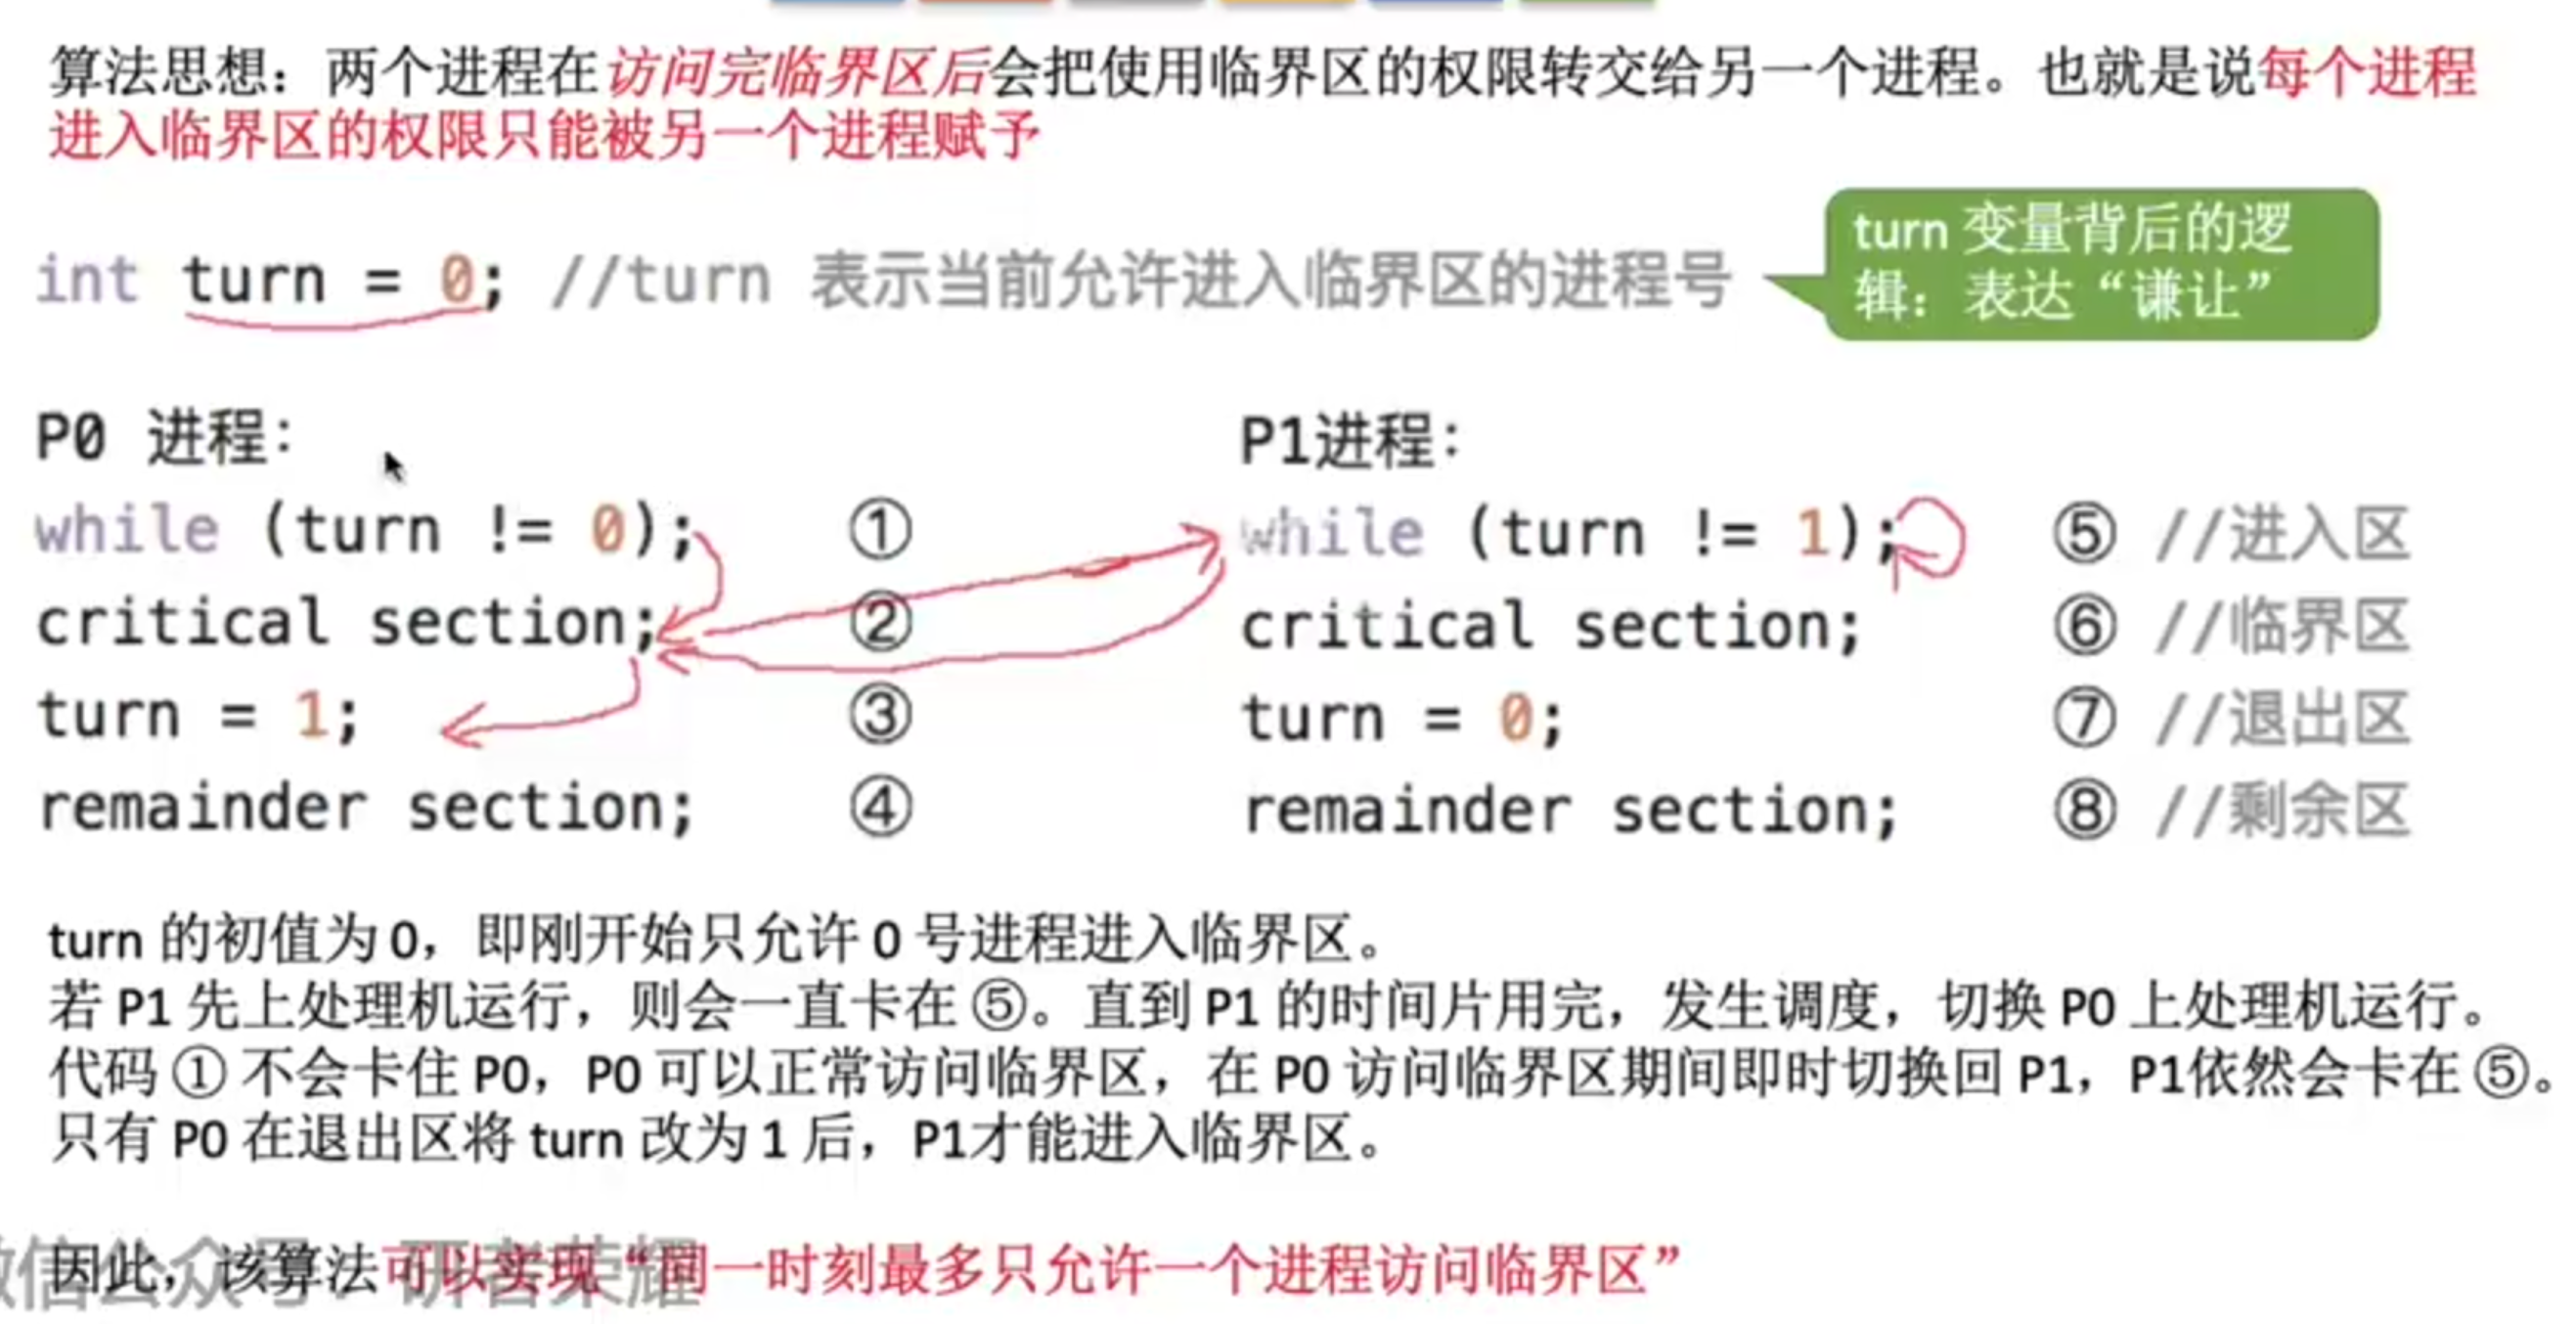 算法思想：两个进程在访问完临界区后会把使用临界区的权限转交给另一个进程。也就是说每个进程
进入临界区的权限只能被另一个进程赋予
int turn = 0; //turn 表示当前允许进入临界区的进程号
turn 变量背后的逻
辑：表达“谦让”
P0 进程：
while (turn != 0); ①
critical section; ②
turn = 1; ③
remainder section; ④
P1进程：
while (turn != 1); ⑤ //进入区
critical section; ⑥ //临界区
turn = 0; ⑦ //退出区
remainder section; ⑧ //剩余区
turn 的初值为 0，即刚开始只允许 0 号进程进入临界区。
若 P1 先上处理机运行，则会一直卡在 ⑤。直到 P1 的时间片用完，发生调度，切换 P0 上处理机运行。
代码 ① 不会卡住 P0，P0 可以正常访问临界区，在 P0 访问临界区期间即时切换回 P1，P1依然会卡在 ⑤。
只有 P0 在退出区将 turn 改为 1 后，P1才能进入临界区。
因此，该算法可以实现“同一时刻最多只允许一个进程访问临界区”